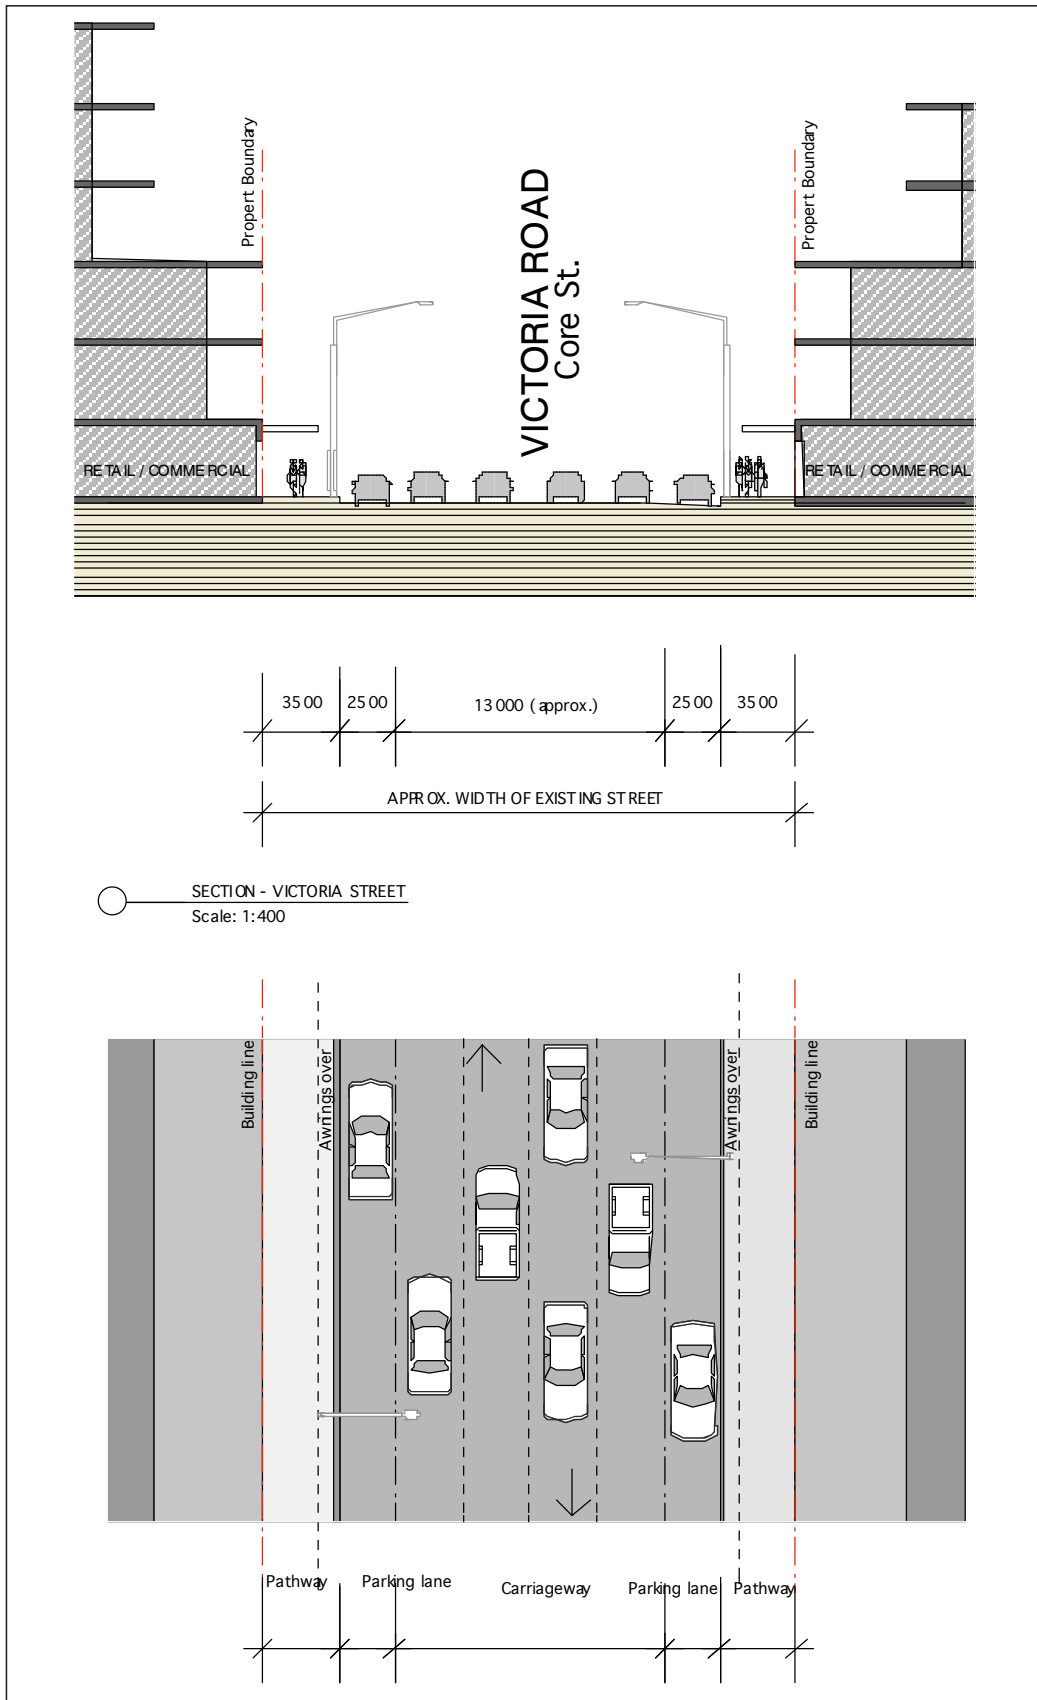 Propert Boundary
VICTORIA ROAD
Core St.
Propert Boundary
RETAIL / COMMERCIAL
RETAIL / COMMERCIAL
3500
2500
13000 (approx.)
2500
3500
APPROX. WIDTH OF EXISTING STREET
SECTION - VICTORIA STREET
Scale: 1:400
Building line
Awnings over
Awnings over
Building line
Pathway
Parking lane
Carriageway
Parking lane
Pathway